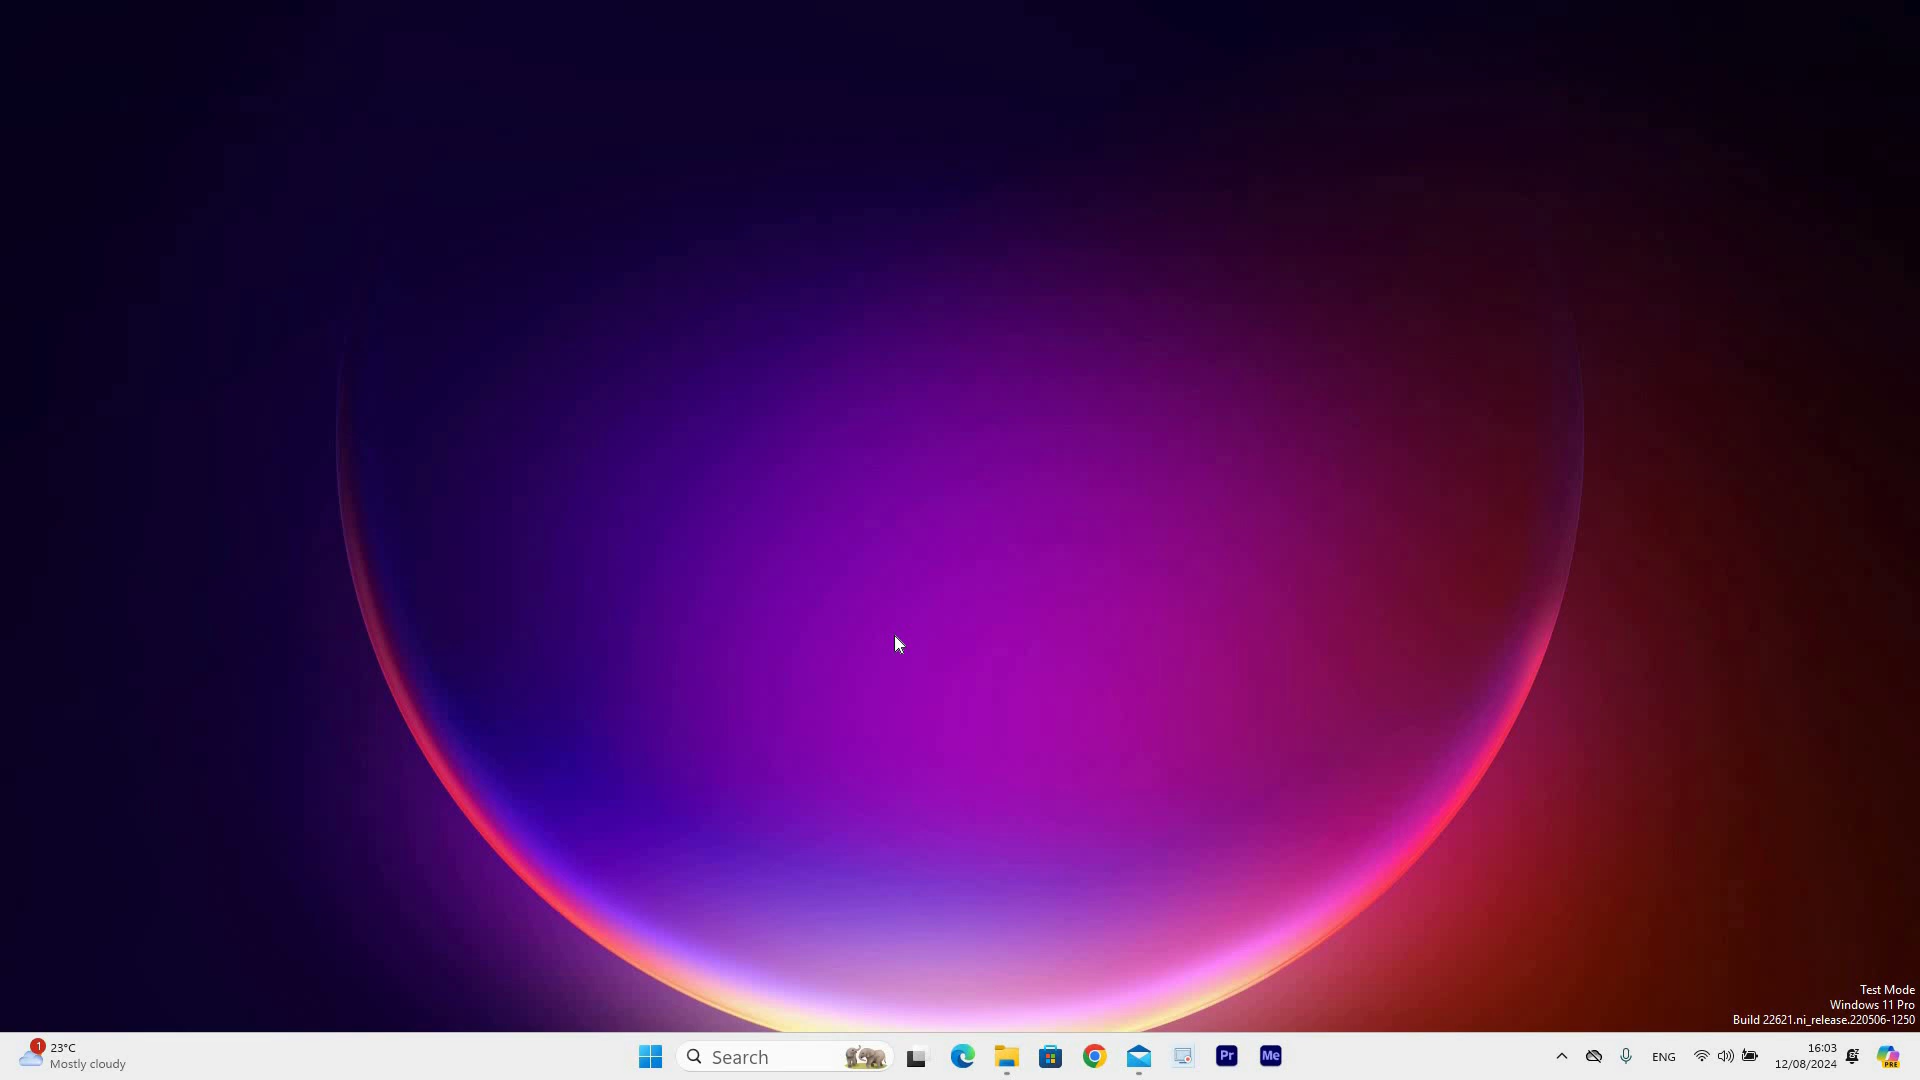 Test Mode
Windows 11 Pro
Build 22621.ni_release.220506-1250
1
23°C
Mostly cloudy
Search
Pr
Me
ENG
16:03
12/08/2024
PRE